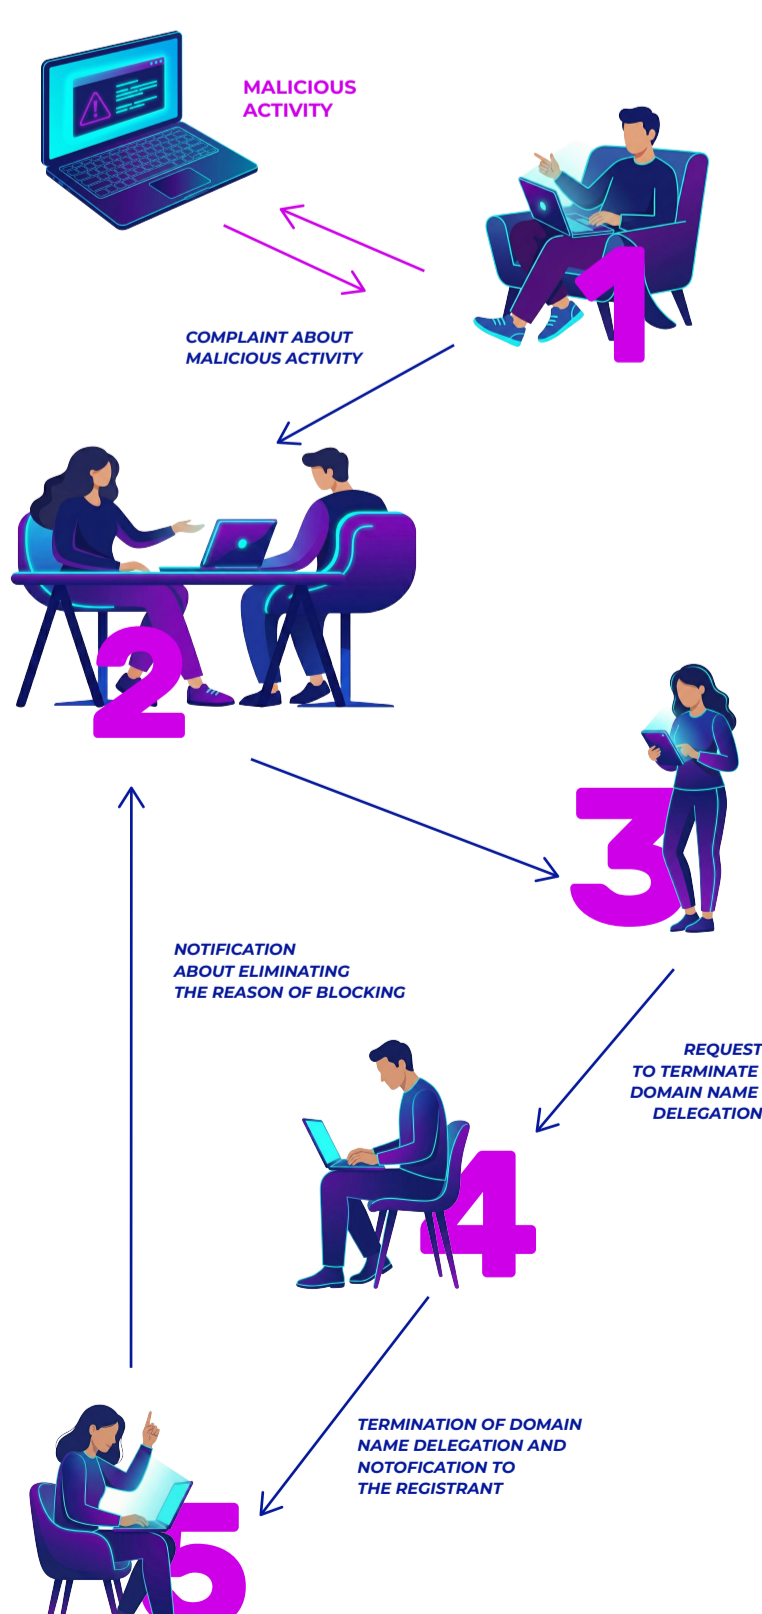 MALICIOUS
ACTIVITY
1
COMPLAINT ABOUT
MALICIOUS ACTIVITY
2
3
NOTIFICATION
ABOUT ELIMINATING
THE REASON OF BLOCKING
REQUEST
TO TERMINATE
DOMAIN NAME
DELEGATION
4
TERMINATION OF DOMAIN
NAME DELEGATION AND
NOTOFICATION TO
THE REGISTRANT
5